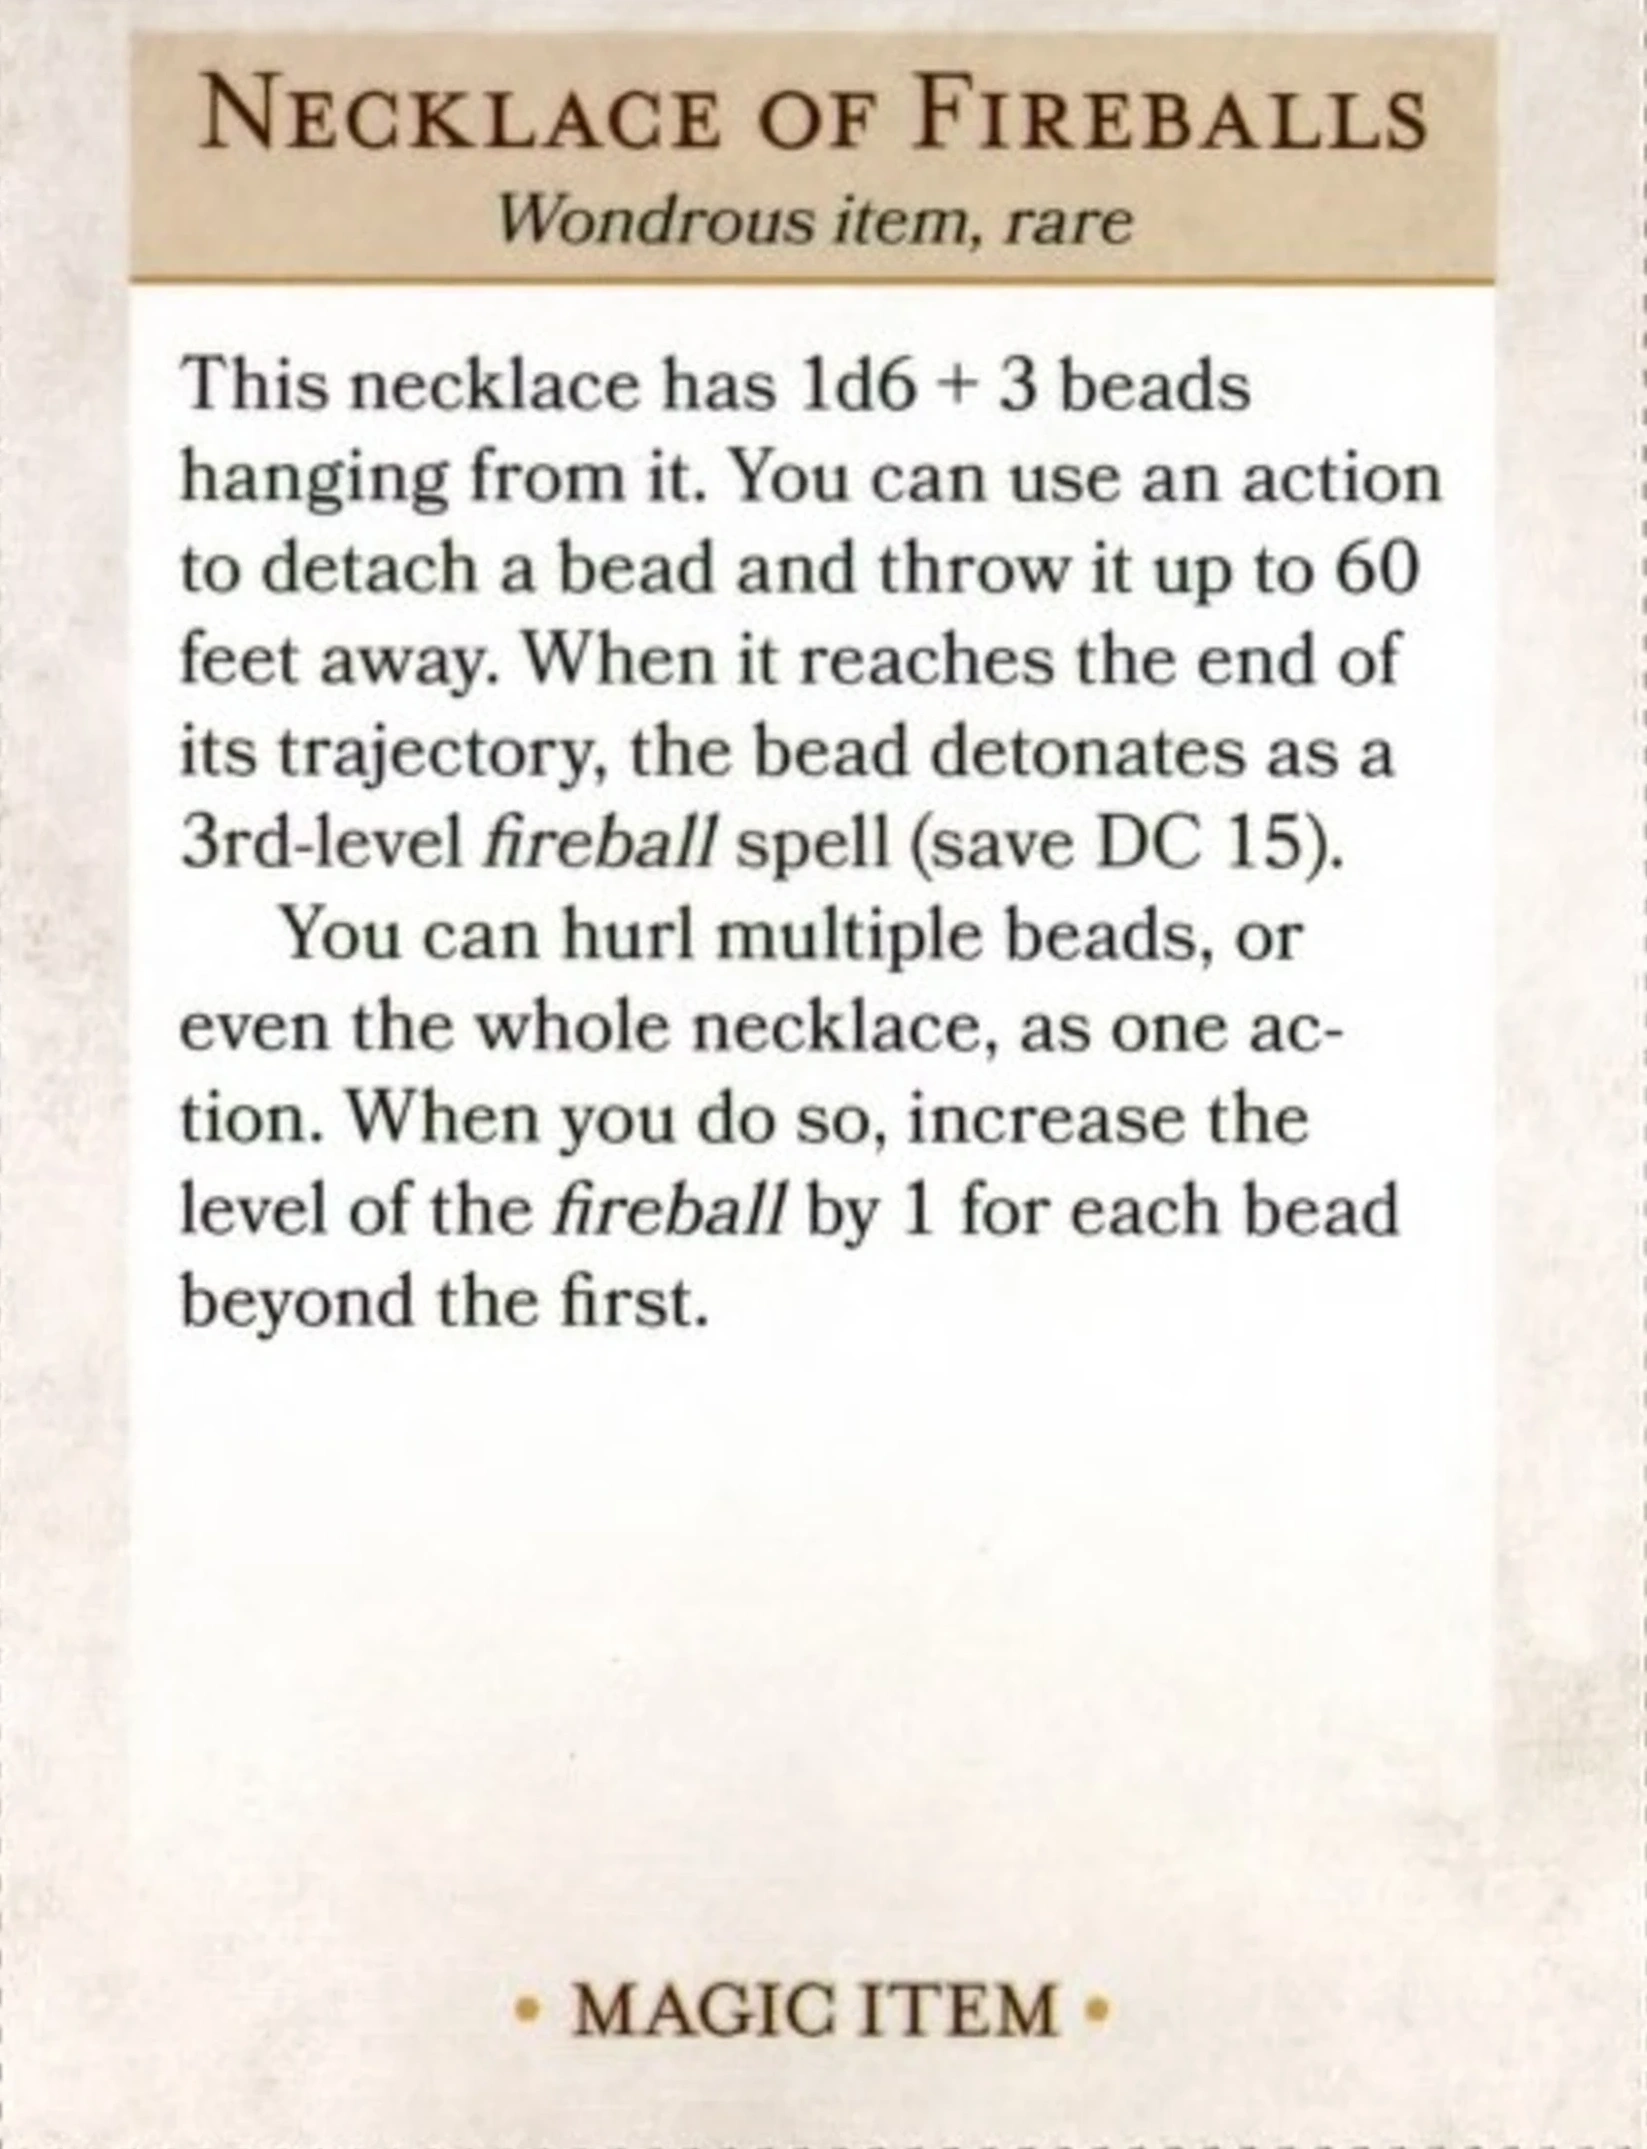 NECKLACE OF FIREBALLS
Wondrous item, rare
This necklace has 1d6 + 3 beads
hanging from it. You can use an action
to detach a bead and throw it up to 60
feet away. When it reaches the end of
its trajectory, the bead detonates as a
3rd-level fireball spell (save DC 15).
You can hurl multiple beads, or
even the whole necklace, as one ac-
tion. When you do so, increase the
level of the fireball by 1 for each bead
beyond the first.
• MAGIC ITEM •